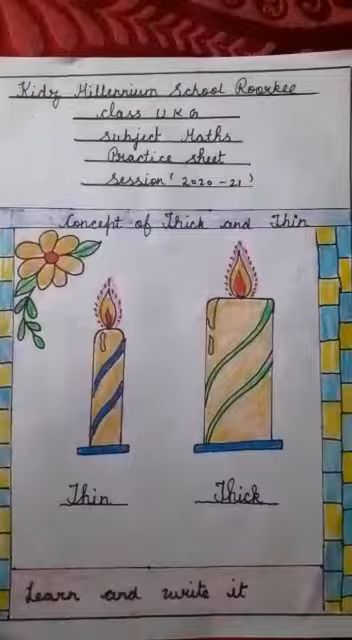 Kidz Millennium School Roorkee
Class U K G
Subject Maths
Practice sheet
Session ' 2020 - 21 '
Concept of Thick and Thin
Thin Thick
Learn and write it